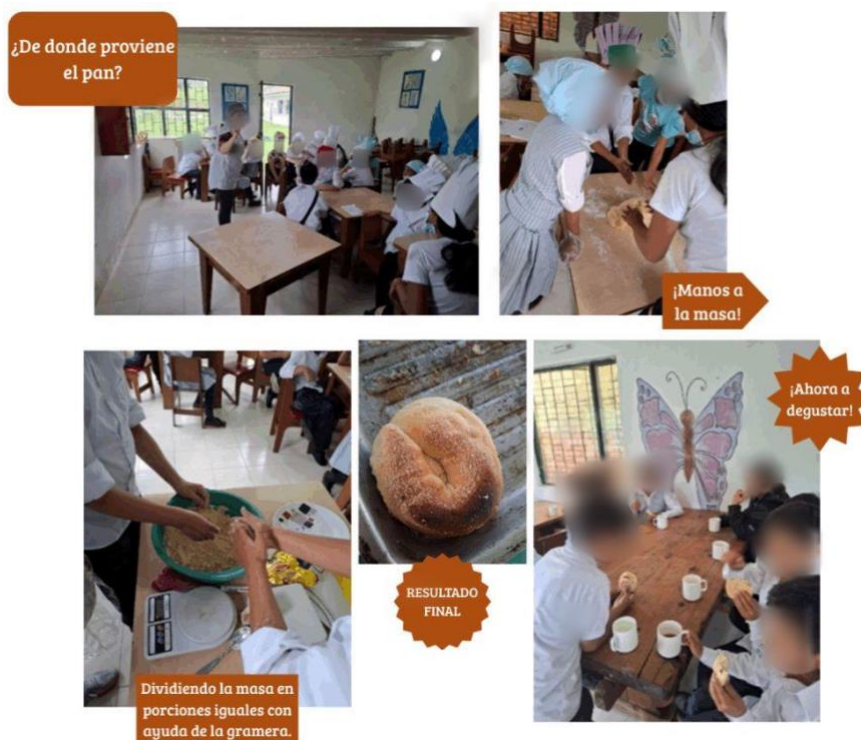 ¿De donde proviene
el pan?
¡Manos a
la masa!
Dividiendo la masa en
porciones iguales con
ayuda de la gramera.
RESULTADO
FINAL
¡Ahora a
degustar!